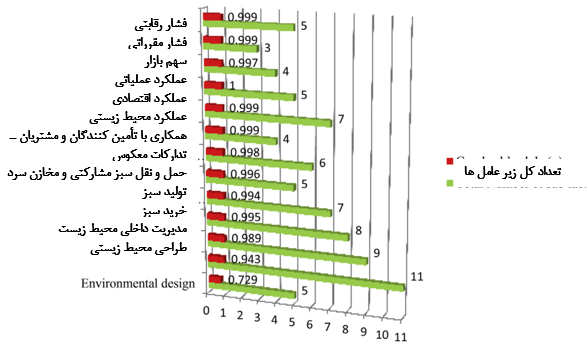 فشار رقابتی
فشار مقرراتی
سهم بازار
عملکرد عملیاتی
عملکرد اقتصادی
عملکرد محیط زیستی
همکاری با تأمین کنندگان و مشتریان –
تدارکات معکوس
حمل و نقل سبز مشارکتی و مخازن سرد
تولید سبز
خرید سبز
مدیریت داخلی محیط زیست
طراحی محیط زیستی
Environmental design
0.999 5
0.999 3
0.997 4
1 5
0.999 7
0.999 4
0.998 6
0.996 5
0.994 7
0.995 8
0.989 9
0.943 11
0.729 5
0 1 2 3 4 5 6 7 8 9 10 11
تعداد کل زیر عامل ها